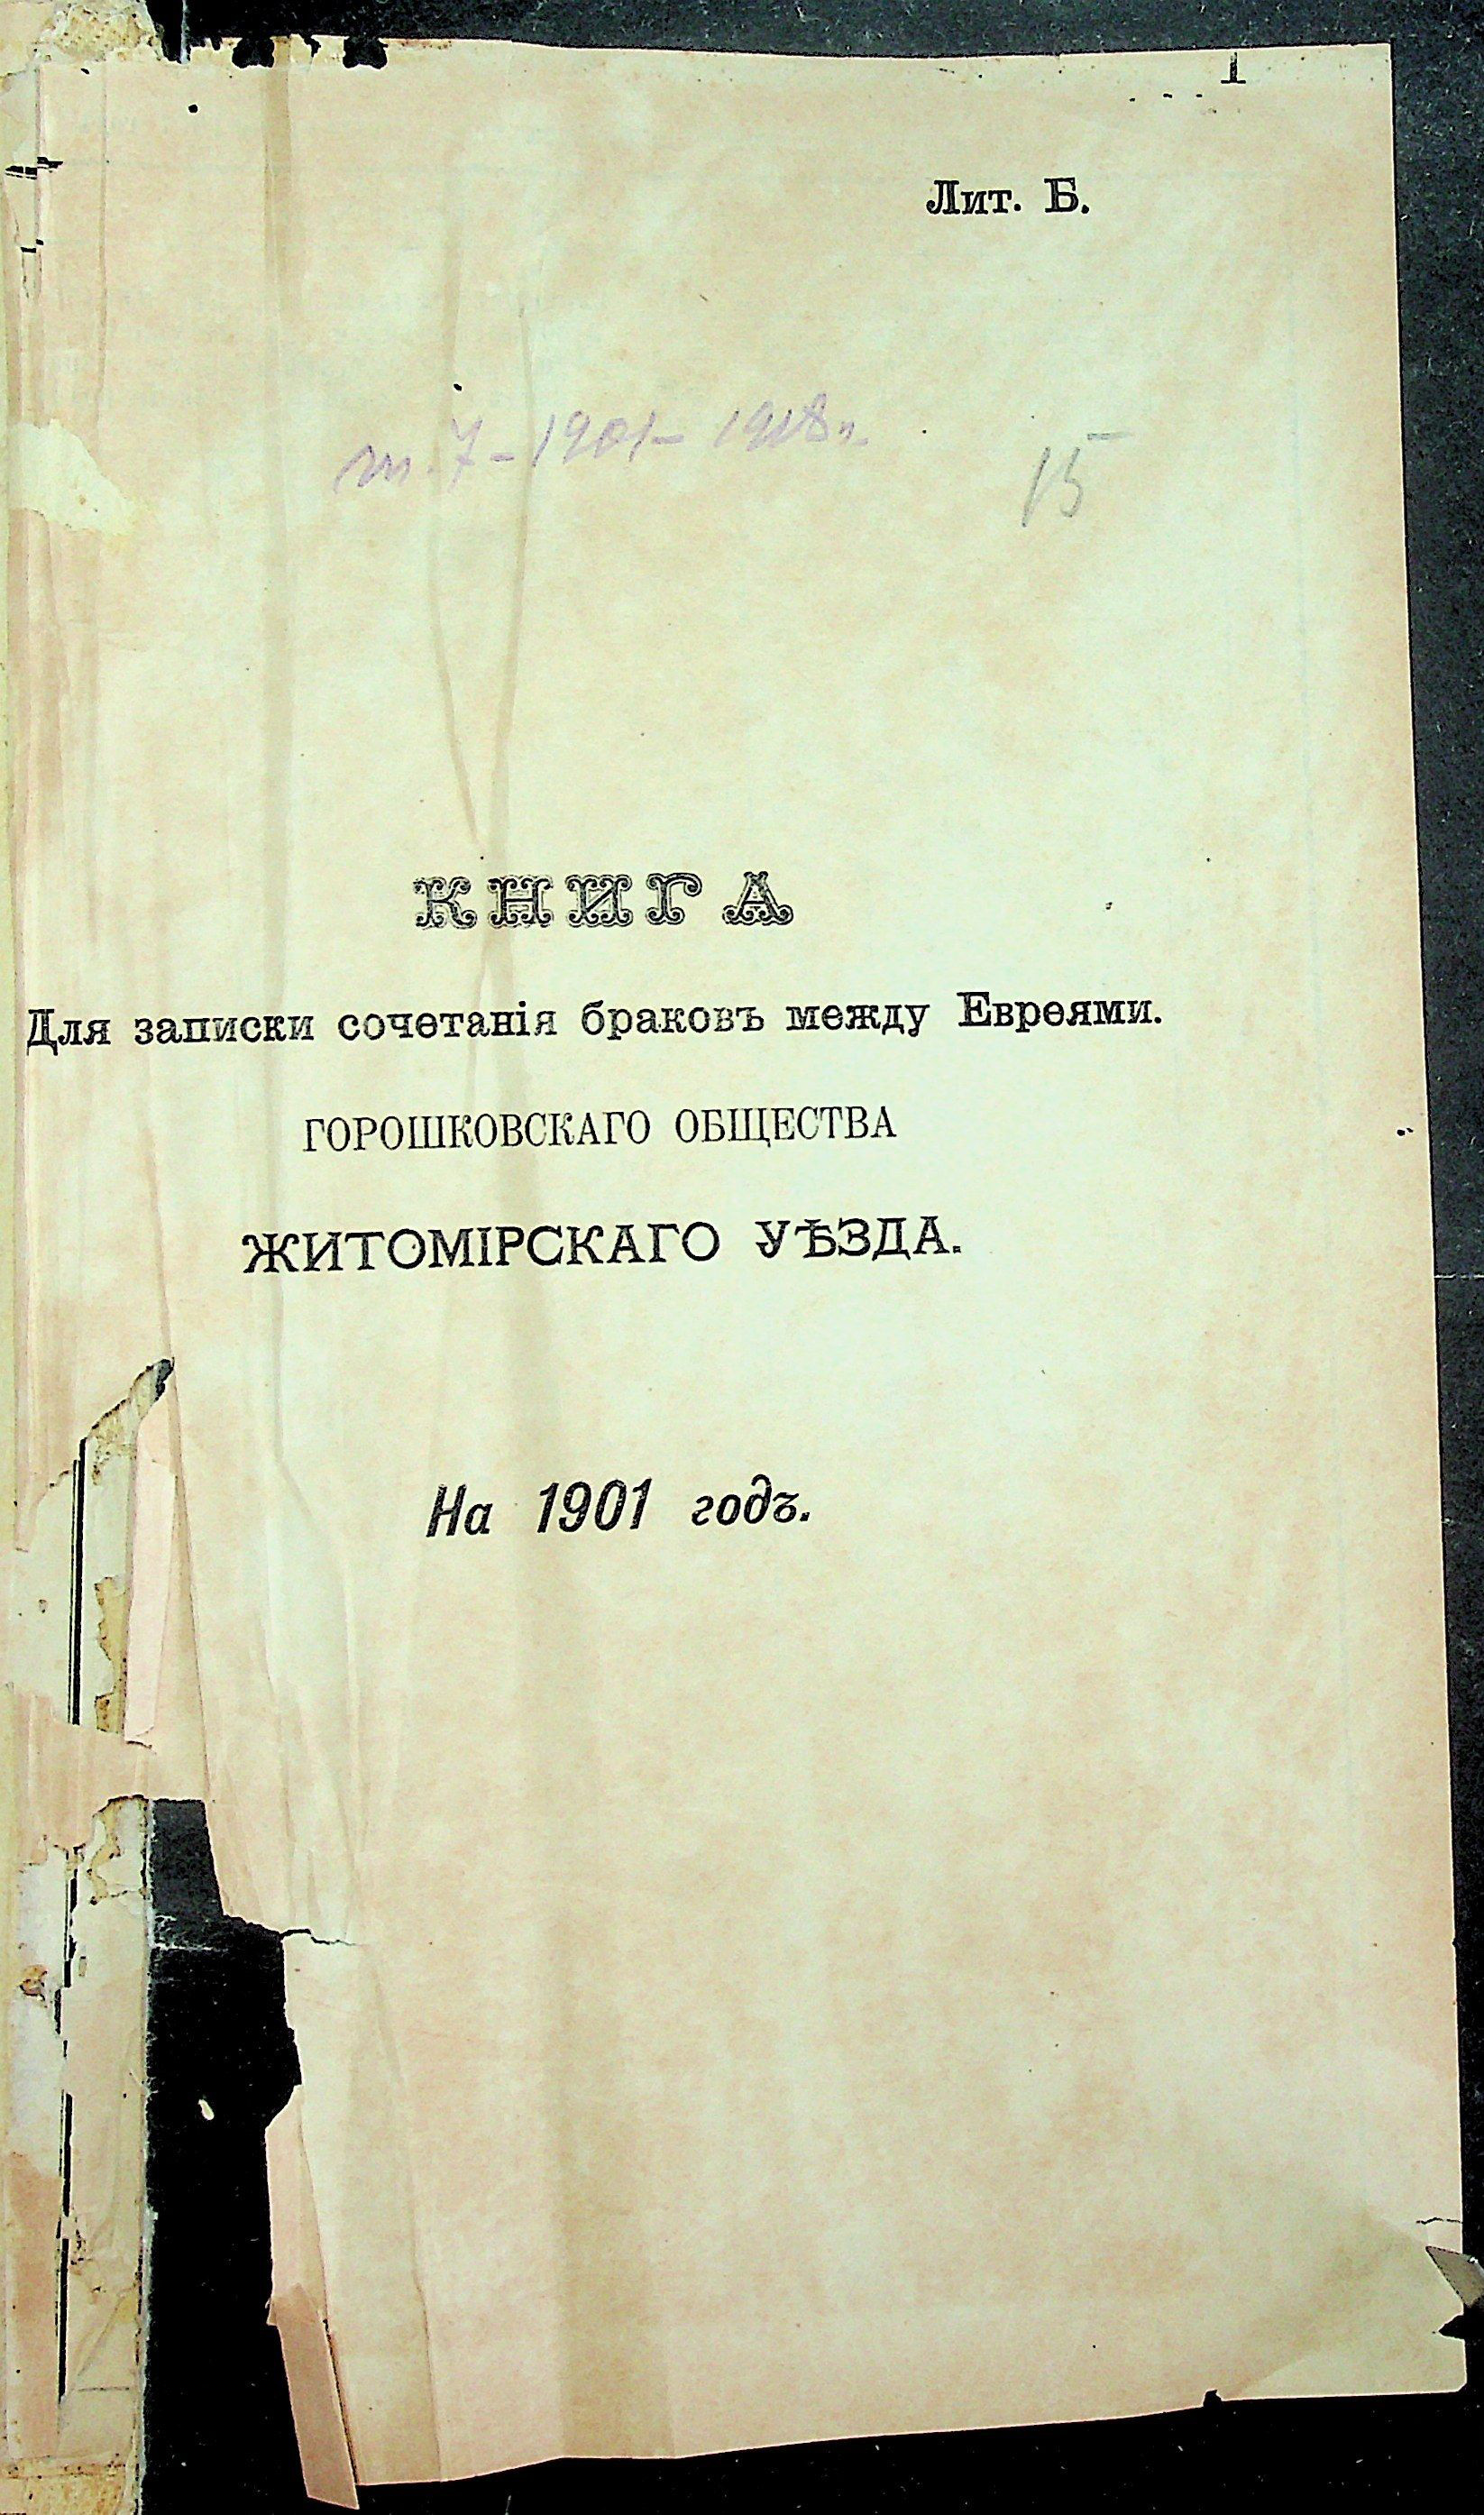 1
Лит. Б.
т. 7 - 1901 - 1918 г.
15
КНИГА
Для записки сочетанія браковъ между Евреями.
ГОРОШКОВСКАГО ОБЩЕСТВА
ЖИТОМІРСКАГО УѢЗДА.
На 1901 годъ.